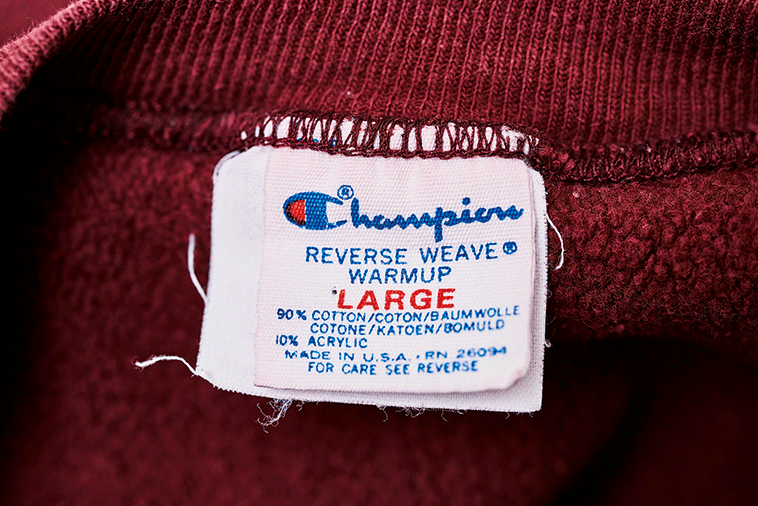 Champion®
REVERSE WEAVE®
WARMUP
LARGE
90% COTTON/COTON/BAUMWOLLE
COTONE/KATOEN/BOMULD
10% ACRYLIC
MADE IN U.S.A. · RN 26094
FOR CARE SEE REVERSE